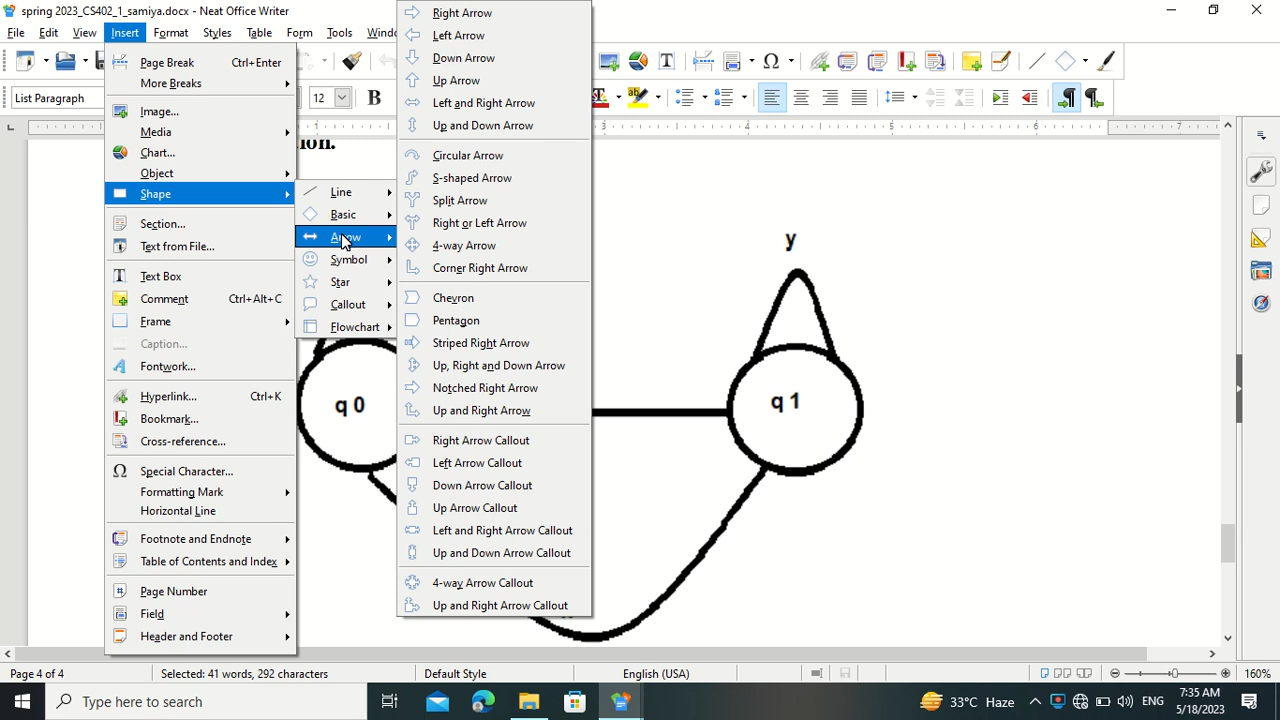 spring 2023_CS402_1_samiya.docx - Neat Office Writer
File Edit View Insert Format Styles Table Form Tools Windo
List Paragraph
12
B
Page Break Ctrl+Enter
More Breaks
Image...
Media
Chart...
Object
Shape
Section...
Text from File...
Text Box
Comment Ctrl+Alt+C
Frame
Caption...
Fontwork...
Hyperlink... Ctrl+K
Bookmark...
Cross-reference...
Special Character...
Formatting Mark
Horizontal Line
Footnote and Endnote
Table of Contents and Index
Page Number
Field
Header and Footer
Line
Basic
Arrow
Symbol
Star
Callout
Flowchart
Right Arrow
Left Arrow
Down Arrow
Up Arrow
Left and Right Arrow
Up and Down Arrow
Circular Arrow
S-shaped Arrow
Split Arrow
Right or Left Arrow
4-way Arrow
Corner Right Arrow
Chevron
Pentagon
Striped Right Arrow
Up, Right and Down Arrow
Notched Right Arrow
Up and Right Arrow
Right Arrow Callout
Left Arrow Callout
Down Arrow Callout
Up Arrow Callout
Left and Right Arrow Callout
Up and Down Arrow Callout
4-way Arrow Callout
Up and Right Arrow Callout
1 3 4 5 6 7
tion.
y
q 0
q 1
Page 4 of 4 Selected: 41 words, 292 characters Default Style English (USA) 160%
Type here to search
33°C Haze
ENG
7:35 AM
5/18/2023